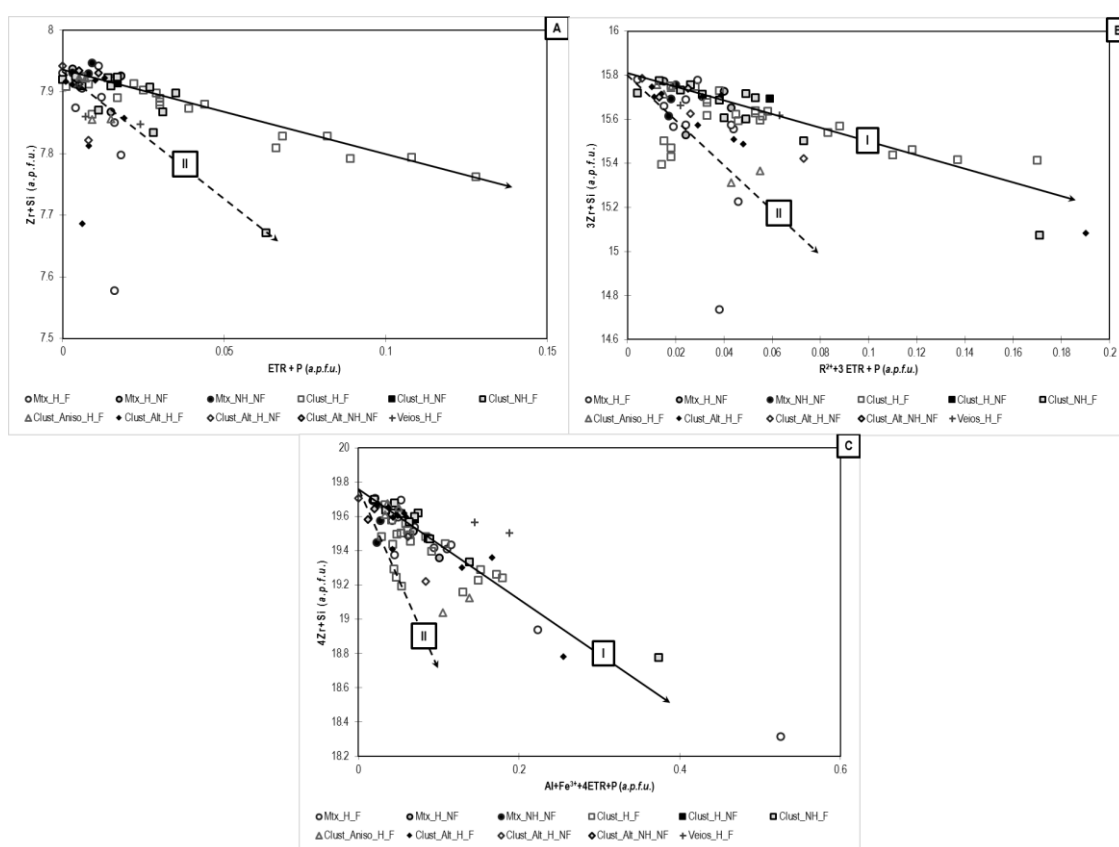 A
8
7.9
7.8
7.7
7.6
7.5
Zr+Si (a.p.f.u.)
II
0 0.05 0.1 0.15
ETR + P (a.p.f.u.)
Mtx_H_F Mtx_H_NF Mtx_NH_NF Clust_H_F Clust_H_NF Clust_NH_F
Clust_Aniso_H_F Clust_Alt_H_F Clust_Alt_H_NF Clust_Alt_NH_NF Veios_H_F
16
15.8
15.6
15.4
15.2
15
14.8
14.6
3Zr+Si (a.p.f.u.)
I
II
0 0.02 0.04 0.06 0.08 0.1 0.12 0.14 0.16 0.18 0.2
R²⁺+3 ETR + P (a.p.f.u.)
Mtx_H_F Mtx_H_NF Mtx_NH_NF Clust_H_F Clust_H_NF Clust_NH_F
Clust_Aniso_H_F Clust_Alt_H_F Clust_Alt_H_NF Clust_Alt_NH_NF Veios_H_F
C
20
19.8
19.6
19.4
19.2
19
18.8
18.6
18.4
18.2
4Zr+Si (a.p.f.u.)
II
I
0 0.2 0.4 0.6
Al+Fe³⁺+4ETR+P (a.p.f.u.)
Mtx_H_F Mtx_H_NF Mtx_NH_NF Clust_H_F Clust_H_NF Clust_NH_F
Clust_Aniso_H_F Clust_Alt_H_F Clust_Alt_H_NF Clust_Alt_NH_NF Veios_H_F